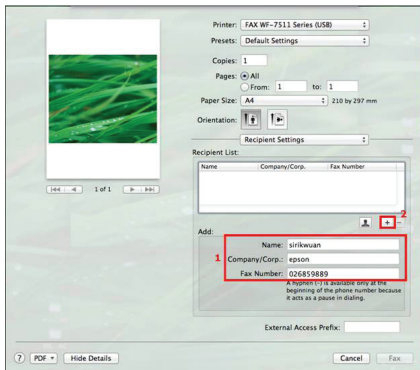 Printer: FAX WF-7511 Series (USB)
Presets: Default Settings
Copies: 1
Pages: All
From: 1 to: 1
Paper Size: A4 210 by 297 mm
Orientation:
Recipient Settings
Recipient List:
Name Company/Corp. Fax Number
1 of 1
+ - 2
Add:
Name: sirikwuan
1 Company/Corp.: epson
Fax Number: 026859889
A hyphen (-) is available only at the
beginning of the phone number because
it acts as a pause in dialing.
External Access Prefix:
? PDF Hide Details Cancel Fax